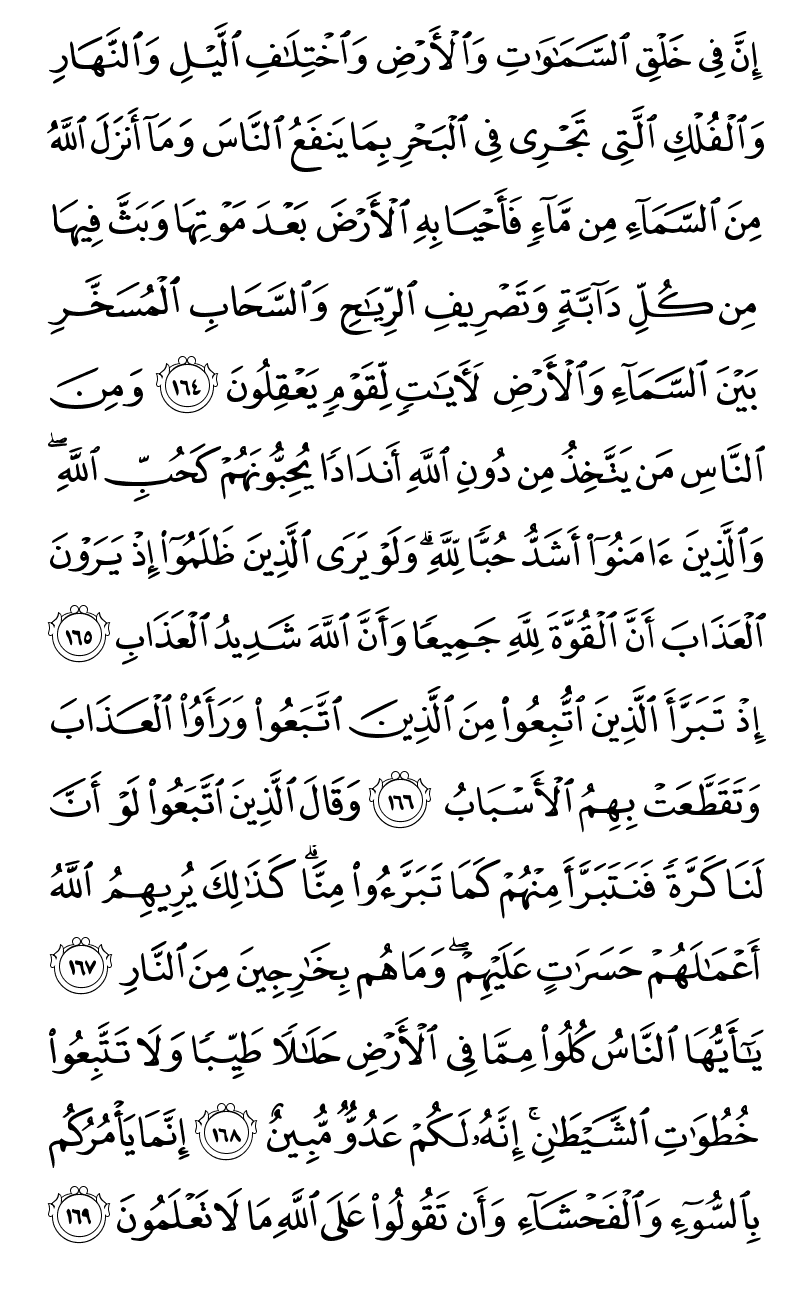 إِنَّ فِي خَلْقِ ٱلسَّمَٰوَٰتِ وَٱلْأَرْضِ وَٱخْتِلَٰفِ ٱلَّيْلِ وَٱلنَّهَارِ
وَٱلْفُلْكِ ٱلَّتِي تَجْرِي فِي ٱلْبَحْرِ بِمَا يَنفَعُ ٱلنَّاسَ وَمَآ أَنزَلَ ٱللَّهُ
مِنَ ٱلسَّمَآءِ مِن مَّآءٍ فَأَحْيَا بِهِ ٱلْأَرْضَ بَعْدَ مَوْتِهَا وَبَثَّ فِيهَا
مِن كُلِّ دَآبَّةٍ وَتَصْرِيفِ ٱلرِّيَٰحِ وَٱلسَّحَابِ ٱلْمُسَخَّرِ
بَيْنَ ٱلسَّمَآءِ وَٱلْأَرْضِ لَأٓيَٰتٍ لِّقَوْمٍ يَعْقِلُونَ ١٦٤ وَمِنَ
ٱلنَّاسِ مَن يَتَّخِذُ مِن دُونِ ٱللَّهِ أَندَادًا يُحِبُّونَهُمْ كَحُبِّ ٱللَّهِۖ
وَٱلَّذِينَ ءَامَنُوٓا۟ أَشَدُّ حُبًّا لِّلَّهِۗ وَلَوْ يَرَى ٱلَّذِينَ ظَلَمُوٓا۟ إِذْ يَرَوْنَ
ٱلْعَذَابَ أَنَّ ٱلْقُوَّةَ لِلَّهِ جَمِيعًا وَأَنَّ ٱللَّهَ شَدِيدُ ٱلْعَذَابِ ١٦٥
إِذْ تَبَرَّأَ ٱلَّذِينَ ٱتُّبِعُوا۟ مِنَ ٱلَّذِينَ ٱتَّبَعُوا۟ وَرَأَوُا۟ ٱلْعَذَابَ
وَتَقَطَّعَتْ بِهِمُ ٱلْأَسْبَابُ ١٦٦ وَقَالَ ٱلَّذِينَ ٱتَّبَعُوا۟ لَوْ أَنَّ
لَنَا كَرَّةً فَنَتَبَرَّأَ مِنْهُمْ كَمَا تَبَرَّءُوا۟ مِنَّاۗ كَذَٰلِكَ يُرِيهِمُ ٱللَّهُ
أَعْمَٰلَهُمْ حَسَرَٰتٍ عَلَيْهِمْۖ وَمَا هُم بِخَٰرِجِينَ مِنَ ٱلنَّارِ ١٦٧
يَٰٓأَيُّهَا ٱلنَّاسُ كُلُوا۟ مِمَّا فِي ٱلْأَرْضِ حَلَٰلًا طَيِّبًا وَلَا تَتَّبِعُوا۟
خُطُوَٰتِ ٱلشَّيْطَٰنِۚ إِنَّهُۥ لَكُمْ عَدُوٌّ مُّبِينٌ ١٦٨ إِنَّمَا يَأْمُرُكُم
بِٱلسُّوٓءِ وَٱلْفَحْشَآءِ وَأَن تَقُولُوا۟ عَلَى ٱللَّهِ مَا لَا تَعْلَمُونَ ١٦٩